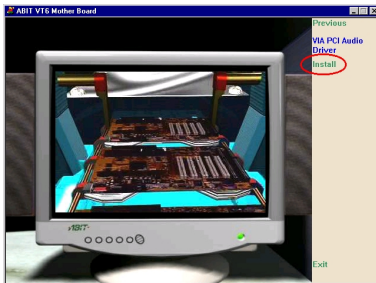 ABIT VT6 Mother Board
Previous
VIA PCI Audio
Driver
Install
ABIT
Exit